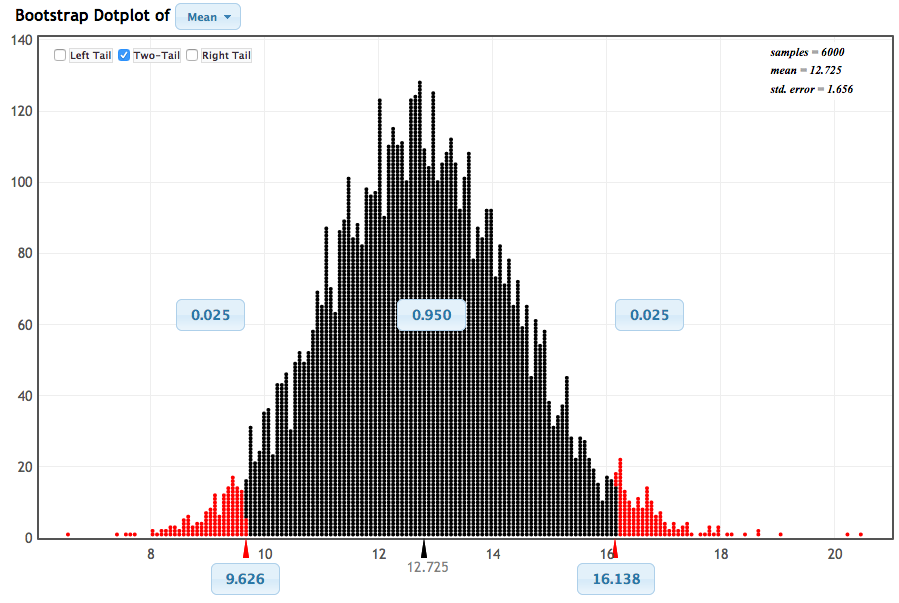 Bootstrap Dotplot of Mean
Left Tail Two-Tail Right Tail
samples = 6000
mean = 12.725
std. error = 1.656
140
120
100
80
60
40
20
0
0.025 0.950 0.025
8 10 12 14 16 18 20
12.725
9.626 16.138